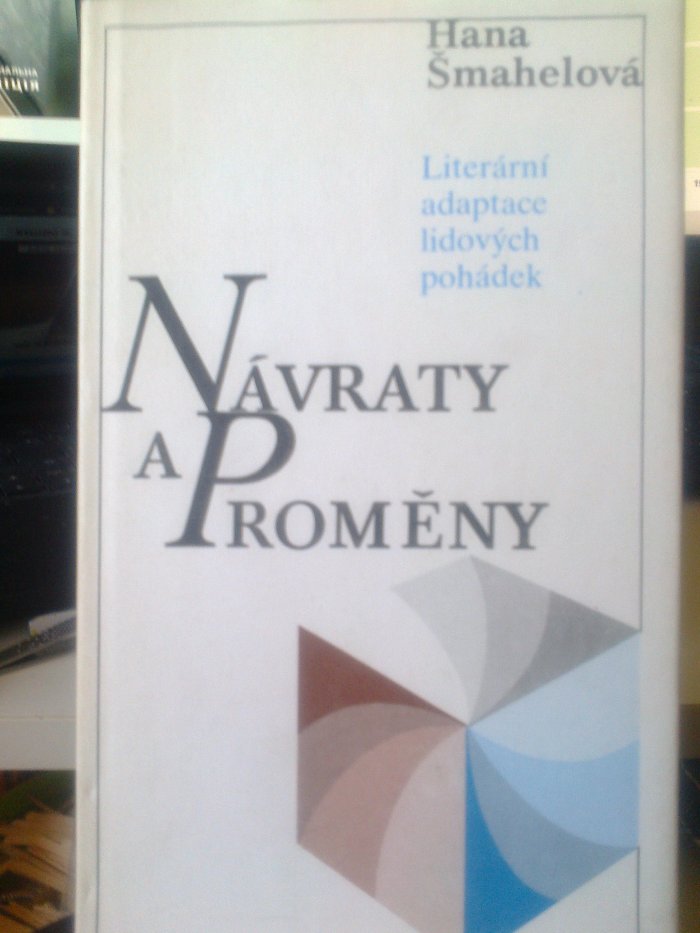 Hana
Šmahelová
Literární
adaptace
lidových
pohádek
NÁVRATY
A PROMĚNY